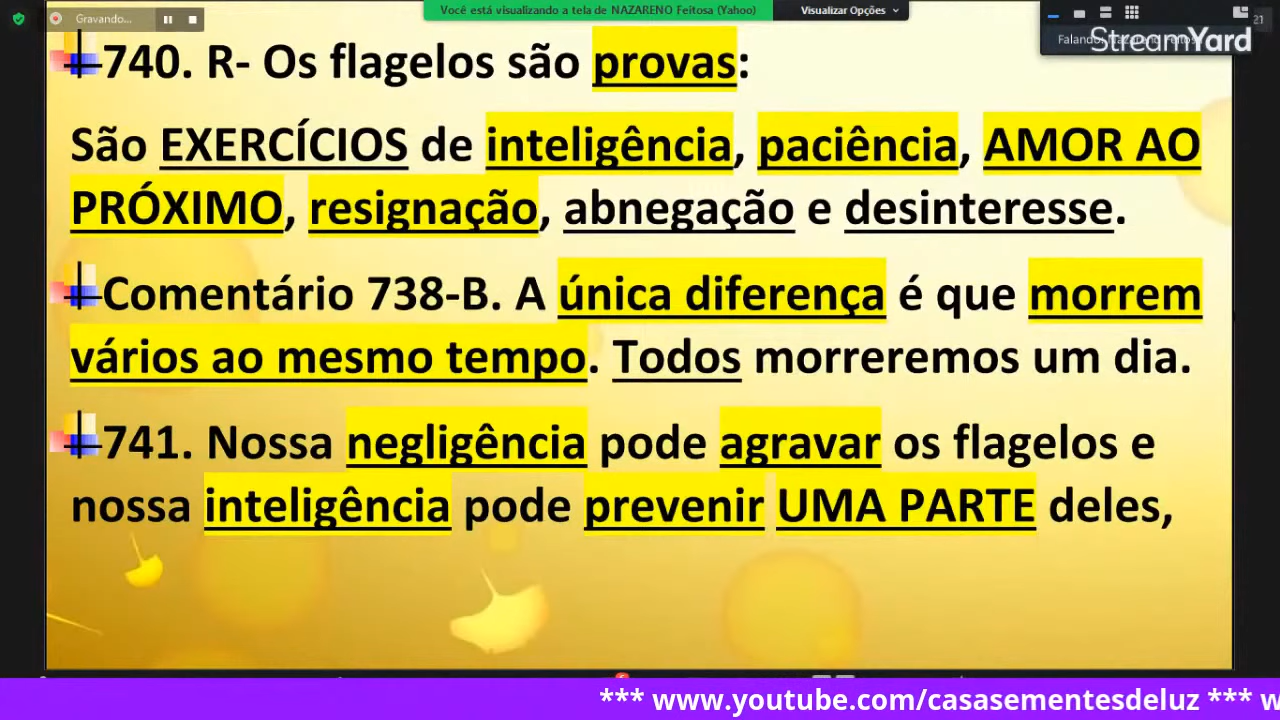 Gravando...
Você está visualizando a tela de NAZARENO Feitosa (Yahoo)
Visualizar Opções
21
StreamYard
740. R- Os flagelos são provas:
São EXERCÍCIOS de inteligência, paciência, AMOR AO
PRÓXIMO, resignação, abnegação e desinteresse.
Comentário 738-B. A única diferença é que morrem
vários ao mesmo tempo. Todos morreremos um dia.
741. Nossa negligência pode agravar os flagelos e
nossa inteligência pode prevenir UMA PARTE deles,
*** www.youtube.com/casasementesdeluz *** w